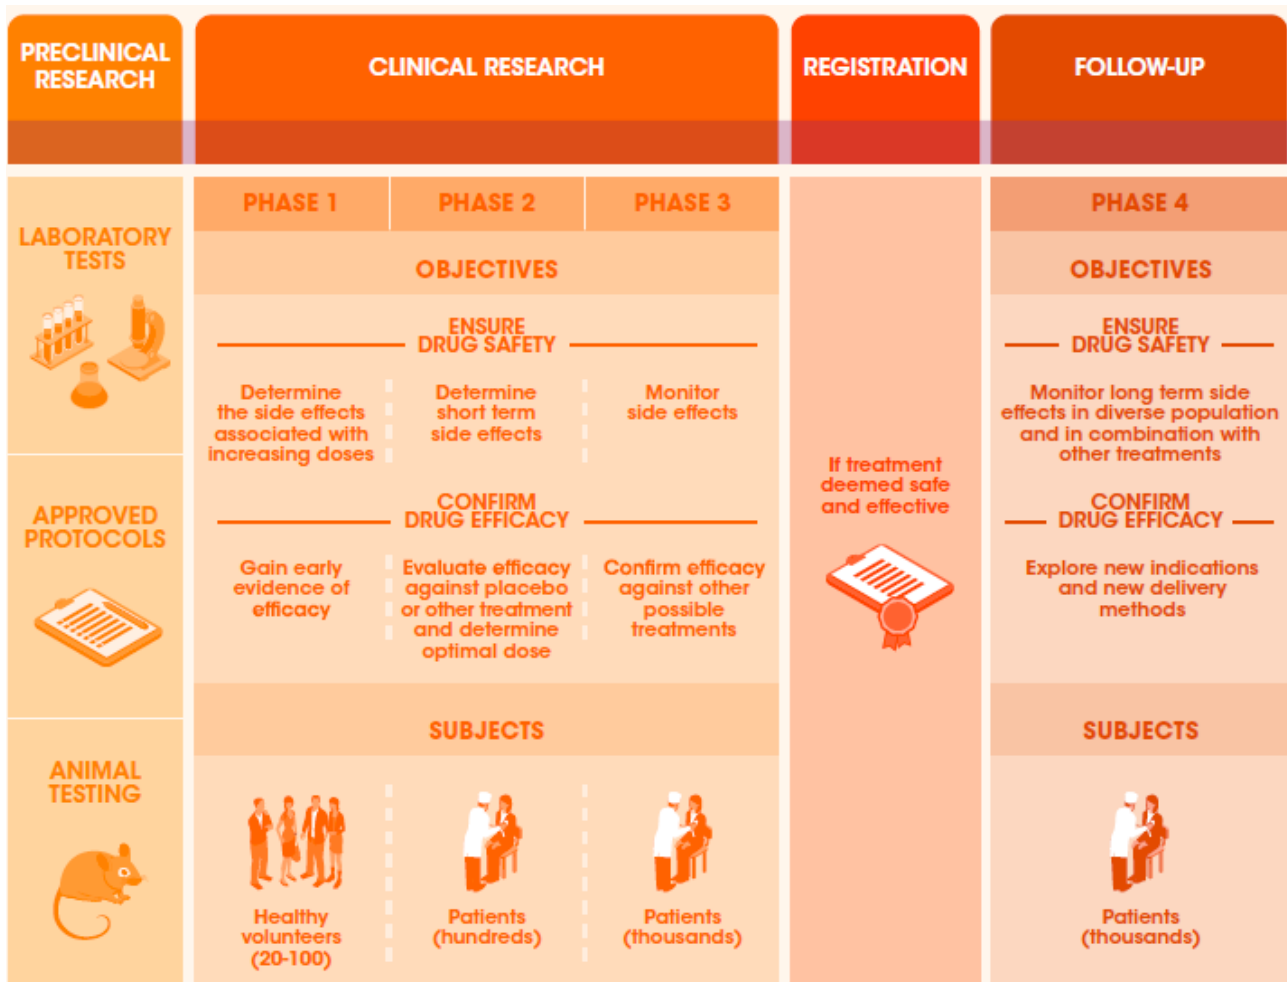 PRECLINICAL
RESEARCH
CLINICAL RESEARCH
REGISTRATION
FOLLOW-UP
LABORATORY
TESTS
APPROVED
PROTOCOLS
ANIMAL
TESTING
PHASE 1
PHASE 2
PHASE 3
OBJECTIVES
ENSURE
DRUG SAFETY
Determine
the side effects
associated with
increasing doses
Determine
short term
side effects
Monitor
side effects
CONFIRM
DRUG EFFICACY
Gain early
evidence of
efficacy
Evaluate efficacy
against placebo
or other treatment
and determine
optimal dose
Confirm efficacy
against other
possible
treatments
SUBJECTS
Healthy
volunteers
(20-100)
Patients
(hundreds)
Patients
(thousands)
If treatment
deemed safe
and effective
PHASE 4
OBJECTIVES
ENSURE
DRUG SAFETY
Monitor long term side
effects in diverse population
and in combination with
other treatments
CONFIRM
DRUG EFFICACY
Explore new indications
and new delivery
methods
SUBJECTS
Patients
(thousands)